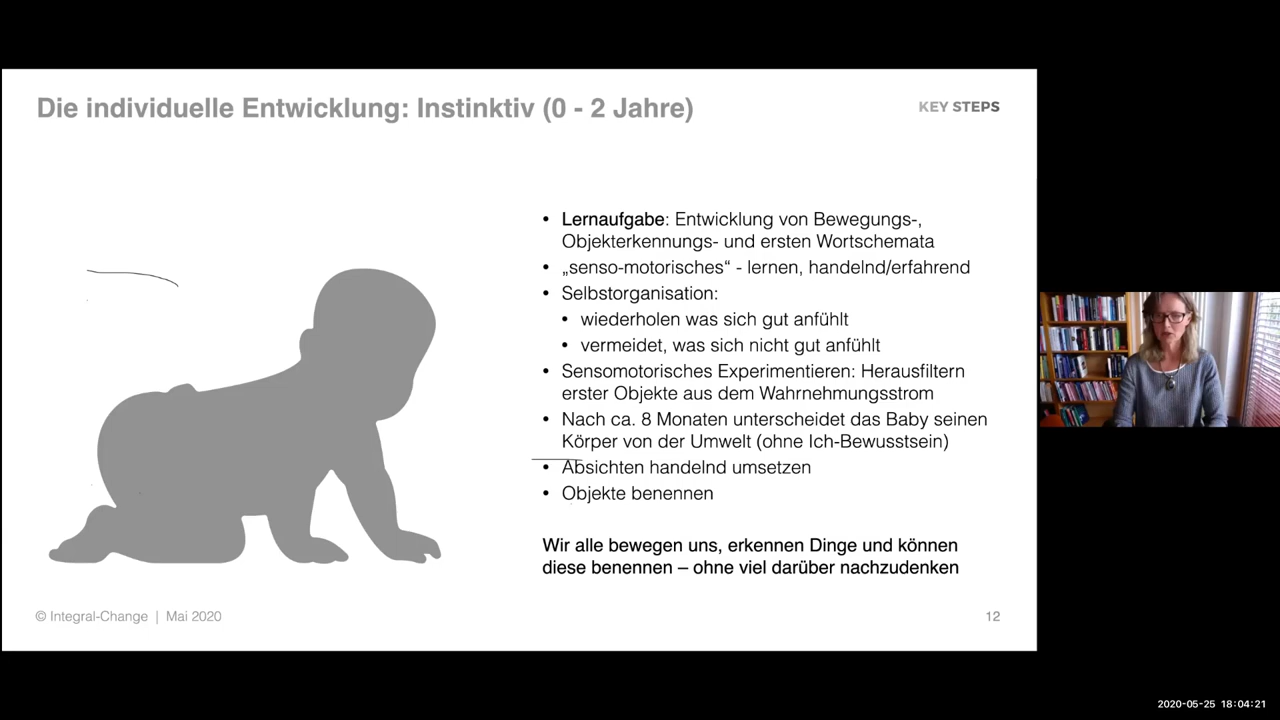 Die individuelle Entwicklung: Instinktiv (0 - 2 Jahre)
KEY STEPS
• Lernaufgabe: Entwicklung von Bewegungs-,
Objekterkennungs- und ersten Wortschemata
• „senso-motorisches“ - lernen, handelnd/erfahrend
• Selbstorganisation:
• wiederholen was sich gut anfühlt
• vermeidet, was sich nicht gut anfühlt
• Sensomotorisches Experimentieren: Herausfiltern
erster Objekte aus dem Wahrnehmungsstrom
• Nach ca. 8 Monaten unterscheidet das Baby seinen
Körper von der Umwelt (ohne Ich-Bewusstsein)
• Absichten handelnd umsetzen
• Objekte benennen
Wir alle bewegen uns, erkennen Dinge und können
diese benennen – ohne viel darüber nachzudenken
© Integral-Change | Mai 2020
12
2020-05-25 18:04:21